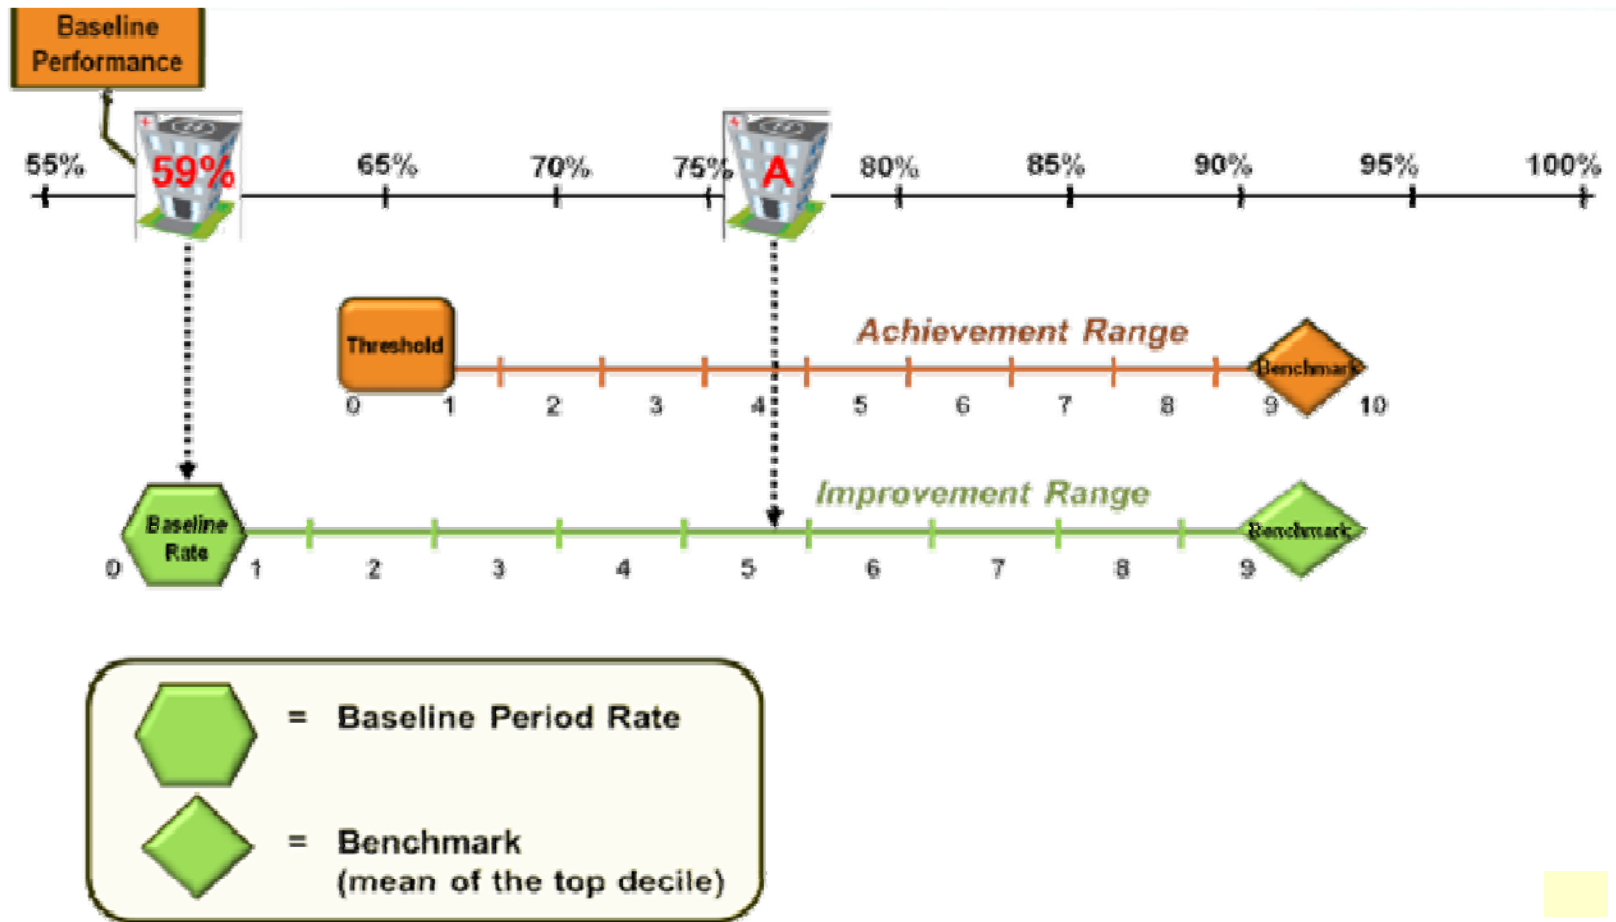 Baseline
Performance
55% 59% 65% 70% 75% A 80% 85% 90% 95% 100%
Achievement Range
Threshold
Benchmark
0 1 2 3 4 5 6 7 8 9 10
Improvement Range
Baseline
Rate
Benchmark
0 1 2 3 4 5 6 7 8 9
= Baseline Period Rate
= Benchmark
(mean of the top decile)